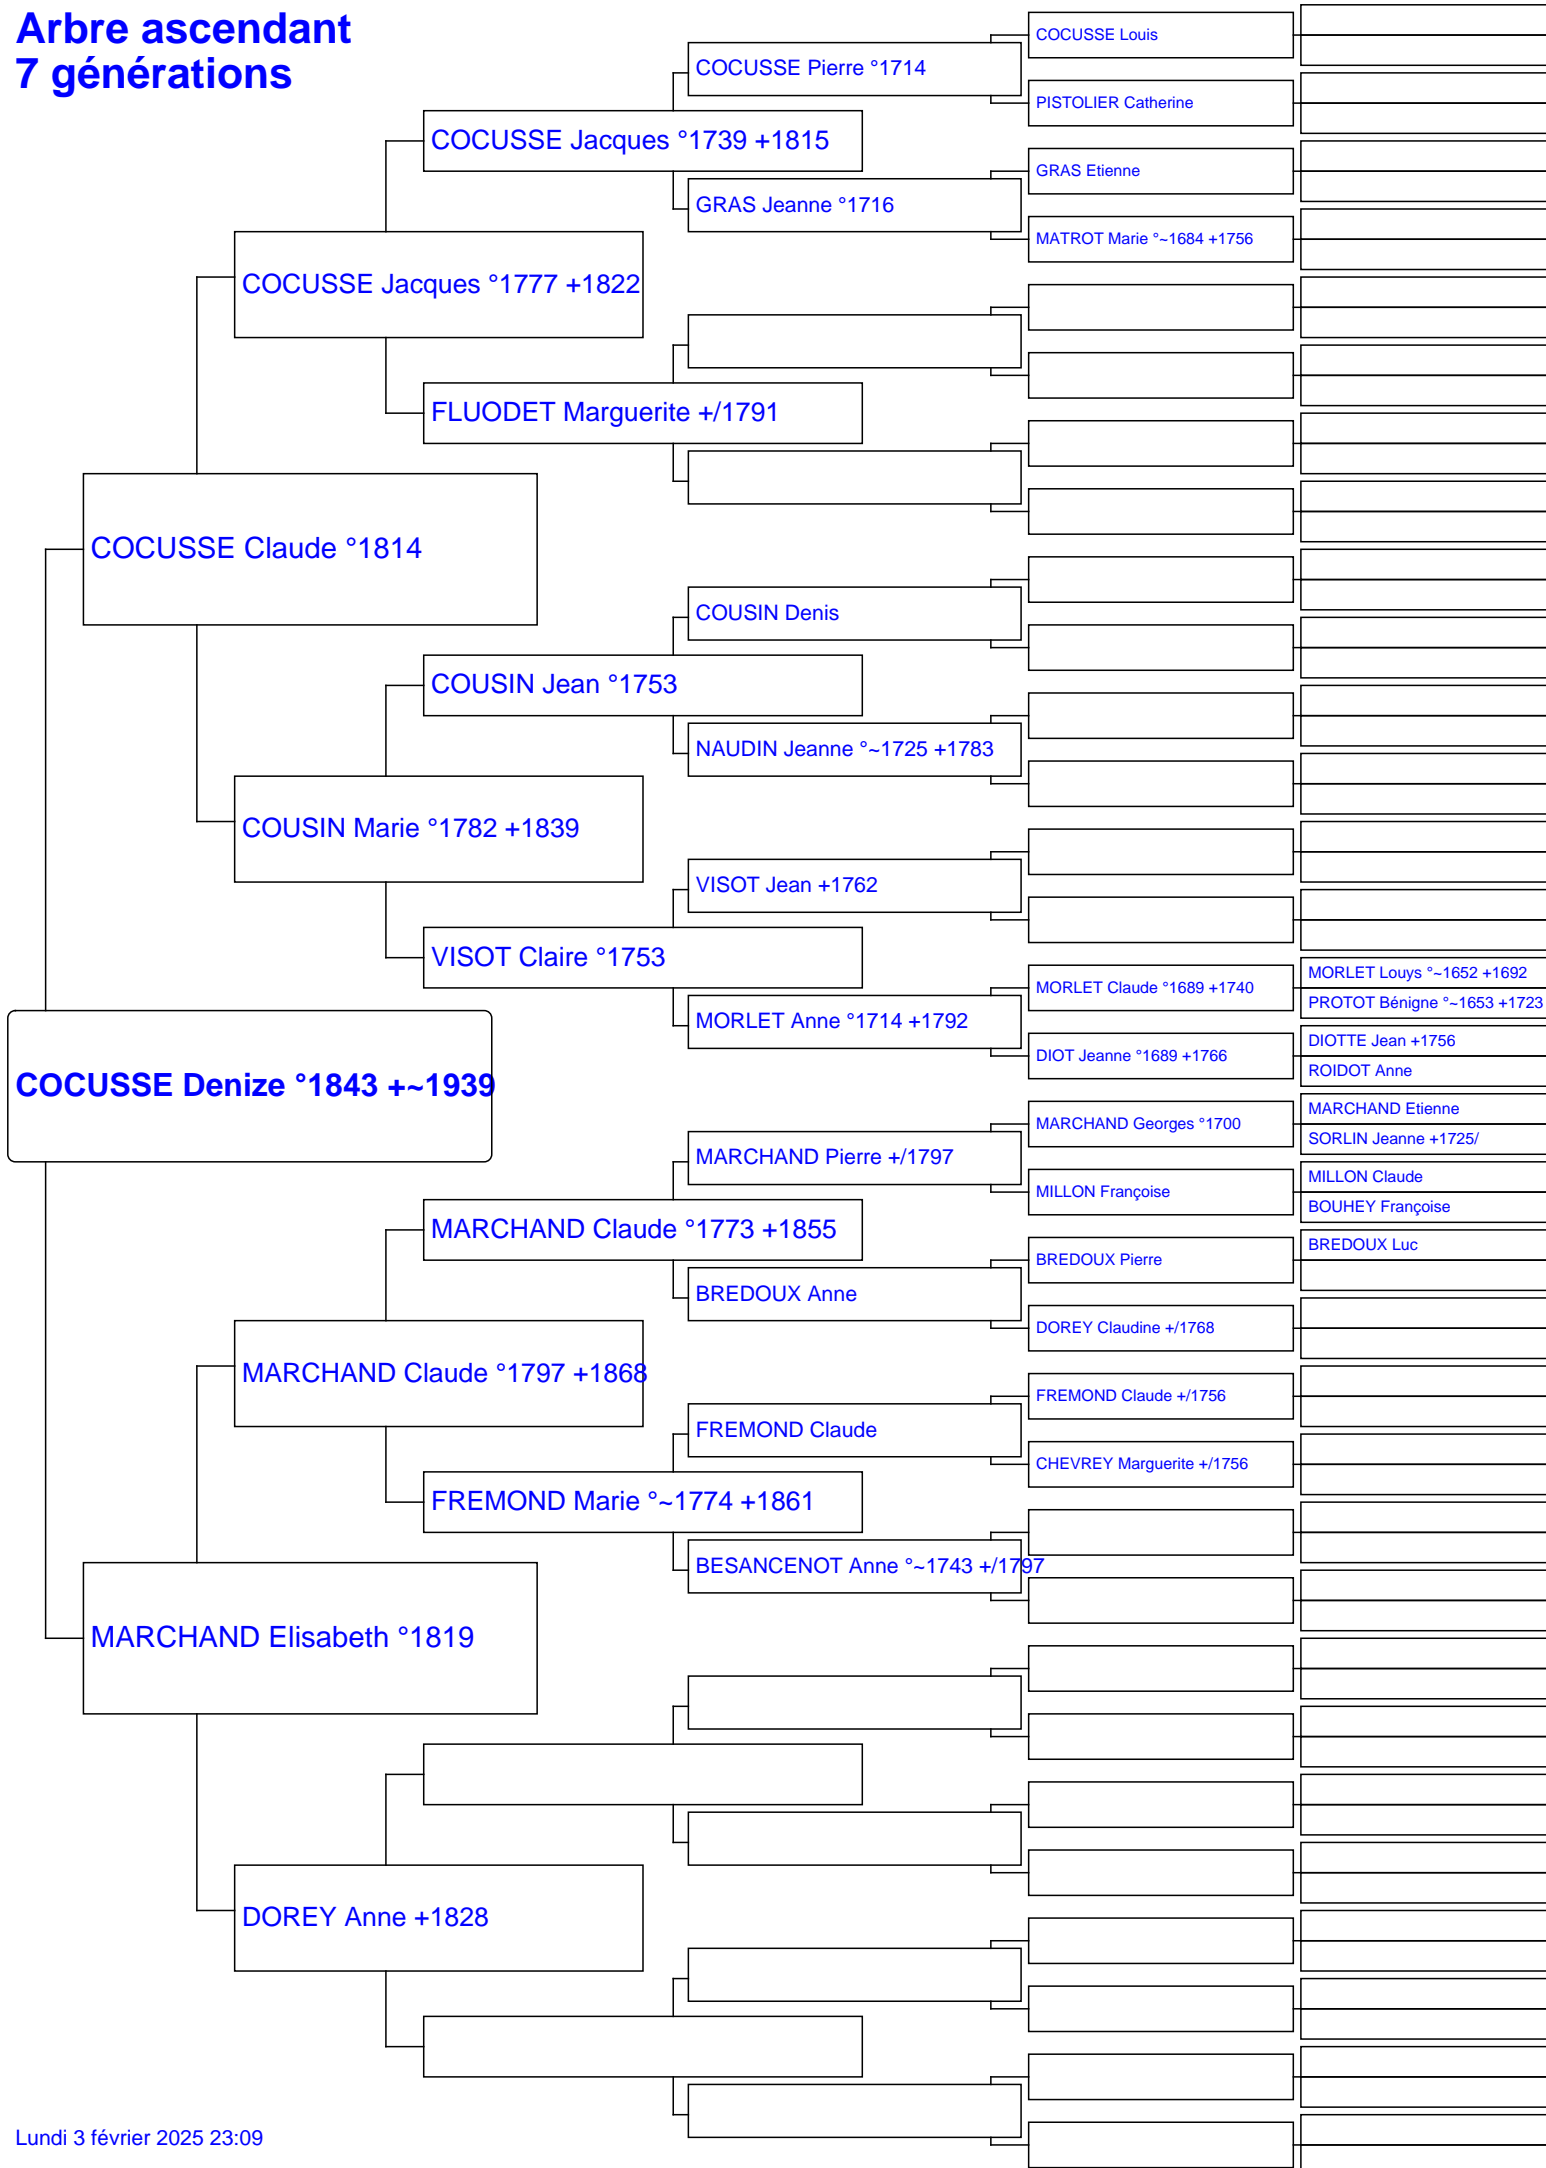 Arbre ascendant
7 générations
COCUSSE Denize °1843 +~1939
COCUSSE Claude °1814
MARCHAND Elisabeth °1819
COCUSSE Jacques °1777 +1822
COUSIN Marie °1782 +1839
MARCHAND Claude °1797 +1868
DOREY Anne +1828
COCUSSE Jacques °1739 +1815
FLUODET Marguerite +/1791
COUSIN Jean °1753
VISOT Claire °1753
MARCHAND Claude °1773 +1855
FREMOND Marie °~1774 +1861
COCUSSE Pierre °1714
GRAS Jeanne °1716
COUSIN Denis
NAUDIN Jeanne °~1725 +1783
VISOT Jean +1762
MORLET Anne °1714 +1792
MARCHAND Pierre +/1797
BREDOUX Anne
FREMOND Claude
BESANCENOT Anne °~1743 +/1797
COCUSSE Louis
PISTOLIER Catherine
GRAS Etienne
MATROT Marie °~1684 +1756
MORLET Claude °1689 +1740
DIOT Jeanne °1689 +1766
MARCHAND Georges °1700
MILLON Françoise
BREDOUX Pierre
DOREY Claudine +/1768
FREMOND Claude +/1756
CHEVREY Marguerite +/1756
MORLET Louys °~1652 +1692
PROTOT Bénigne °~1653 +1723
DIOTTE Jean +1756
ROIDOT Anne
MARCHAND Etienne
SORLIN Jeanne +1725/
MILLON Claude
BOUHEY Françoise
BREDOUX Luc
Lundi 3 février 2025 23:09